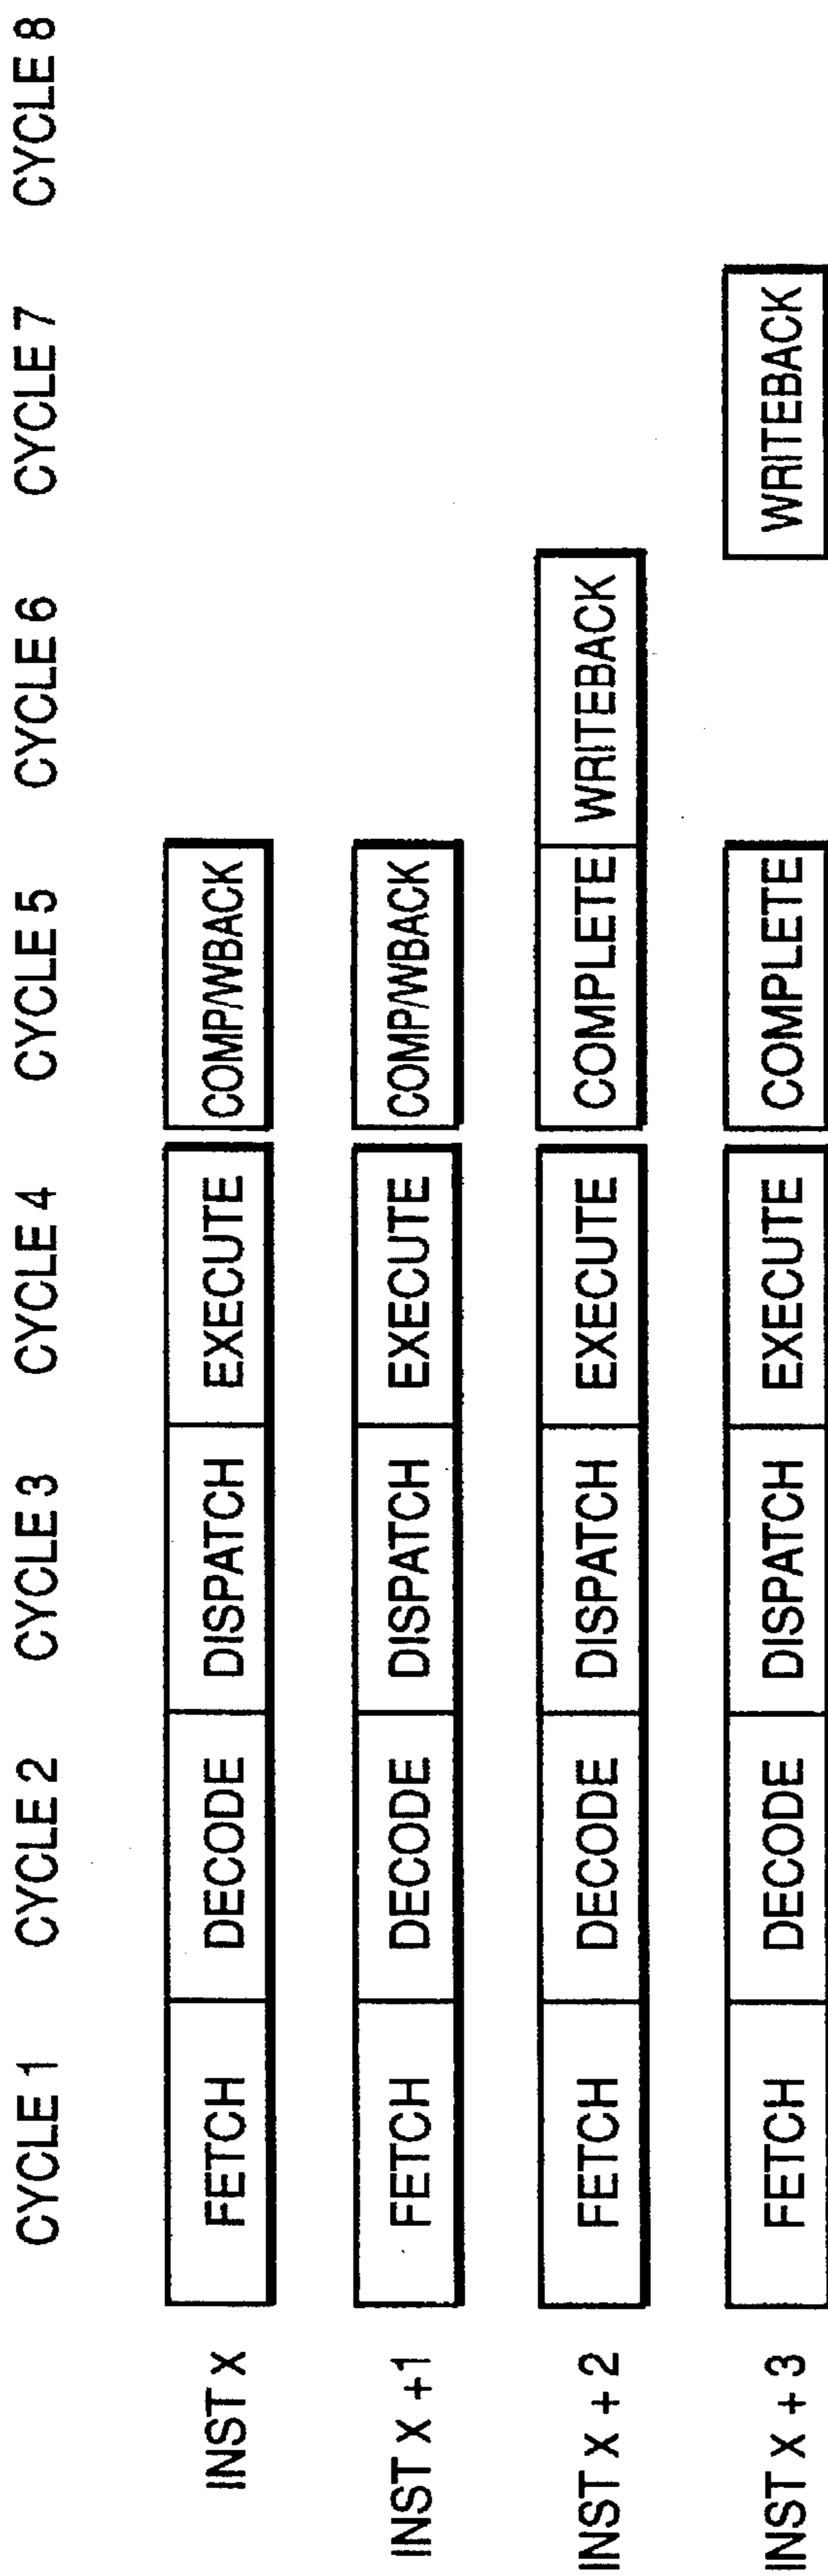 CYCLE 1 CYCLE 2 CYCLE 3 CYCLE 4 CYCLE 5 CYCLE 6 CYCLE 7 CYCLE 8
INST X FETCH DECODE DISPATCH EXECUTE COMP/WBACK
INST X +1 FETCH DECODE DISPATCH EXECUTE COMP/WBACK
INST X + 2 FETCH DECODE DISPATCH EXECUTE COMPLETE WRITEBACK
INST X + 3 FETCH DECODE DISPATCH EXECUTE COMPLETE WRITEBACK